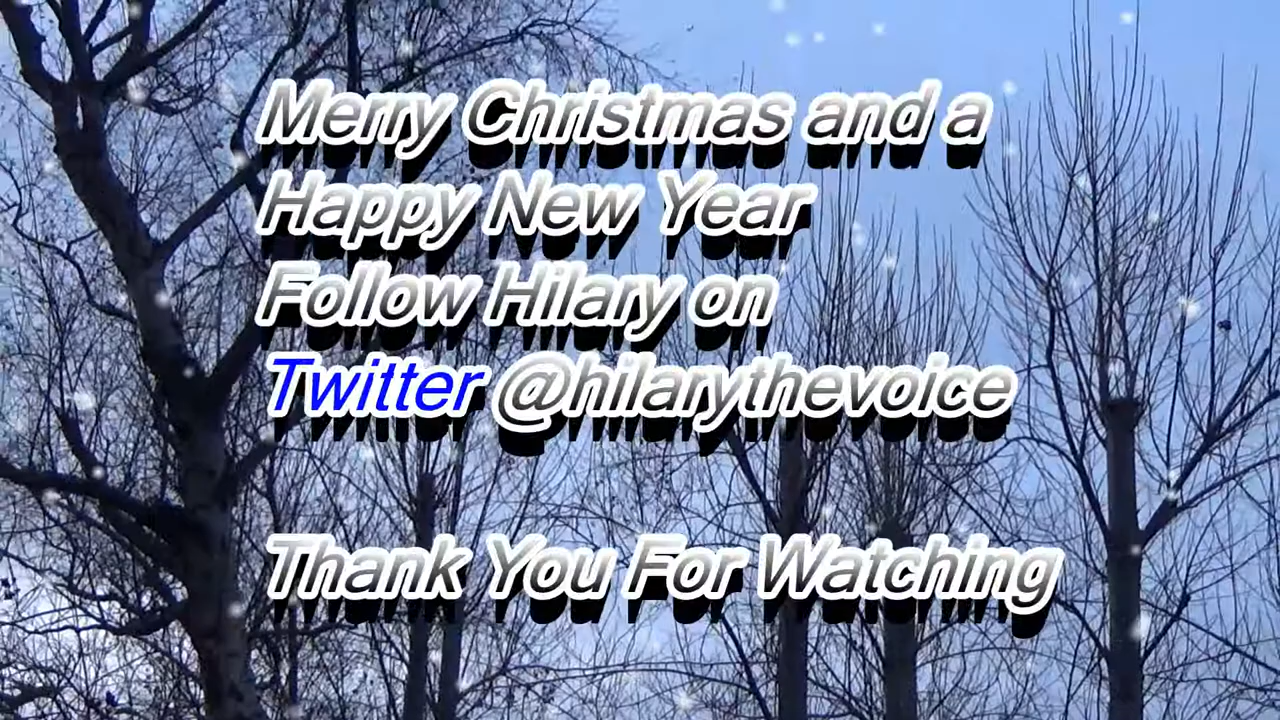 Merry Christmas and a
Happy New Year
Follow Hilary on
Twitter @hilarythevoice
Thank You For Watching